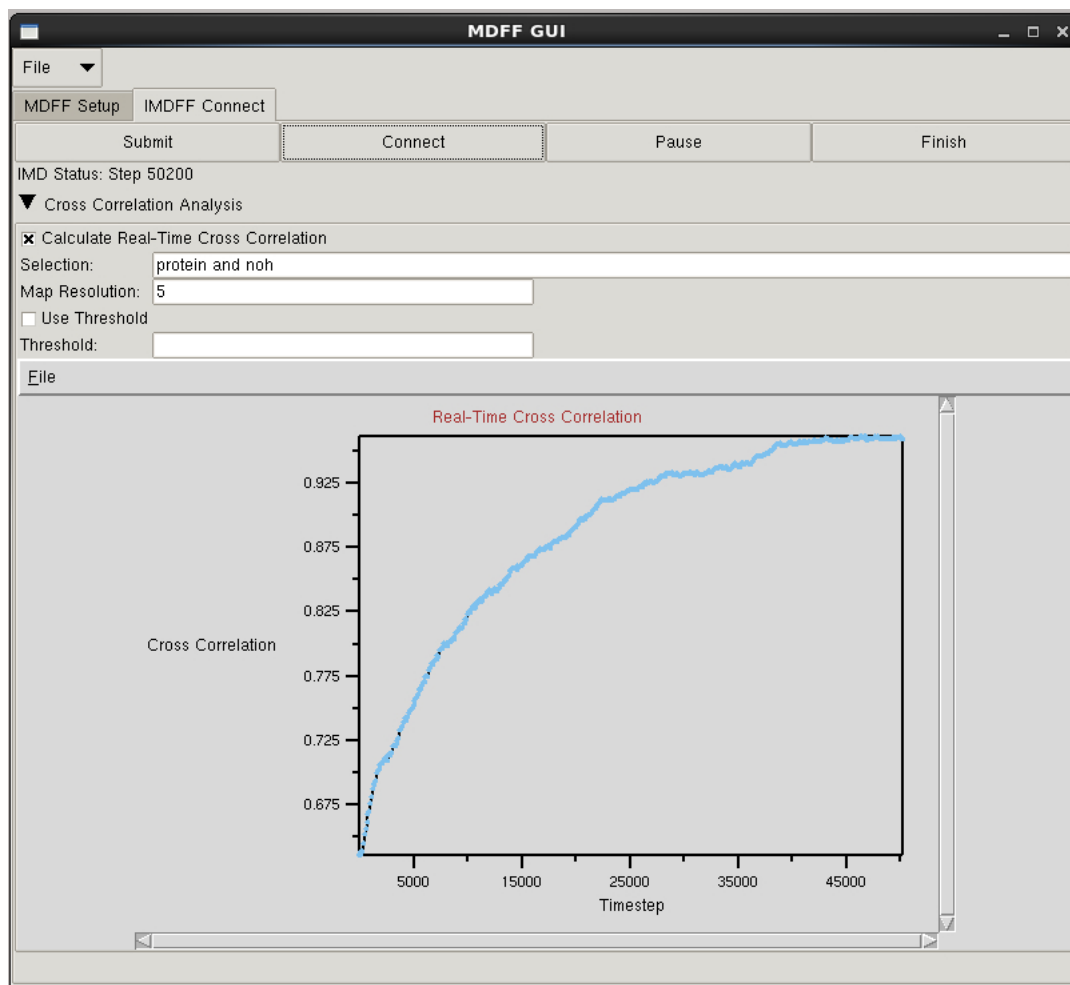 MDFF GUI
File
MDFF Setup IMDFF Connect
Submit Connect Pause Finish
IMD Status: Step 50200
Cross Correlation Analysis
Calculate Real-Time Cross Correlation
Selection: protein and noh
Map Resolution: 5
Use Threshold
Threshold:
File
Real-Time Cross Correlation
0.925
0.875
0.825
Cross Correlation
0.775
0.725
0.675
5000 15000 25000 35000 45000
Timestep